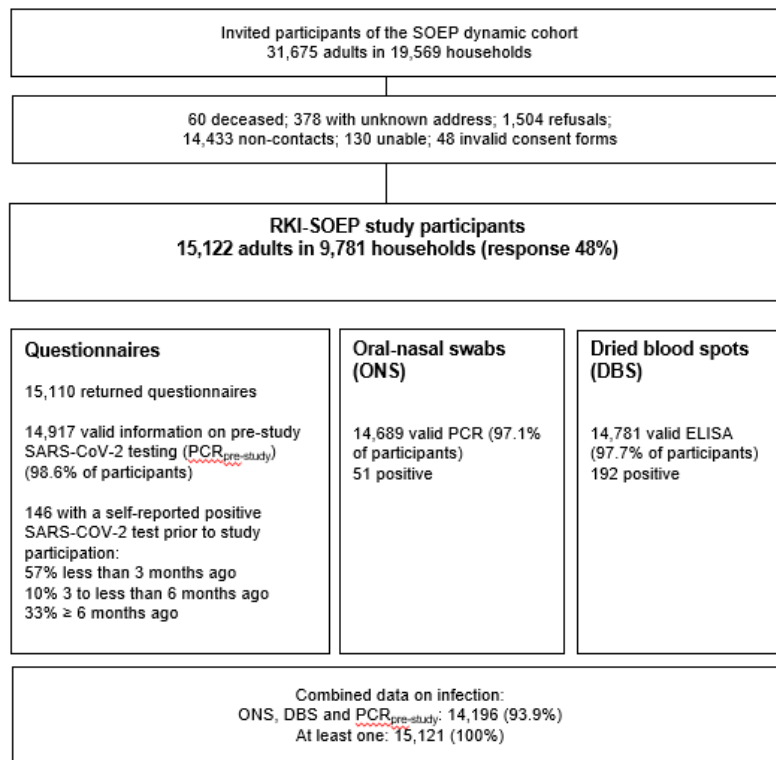 Invited participants of the SOEP dynamic cohort
31,675 adults in 19,569 households
60 deceased; 378 with unknown address; 1,504 refusals;
14,433 non-contacts; 130 unable; 48 invalid consent forms
RKI-SOEP study participants
15,122 adults in 9,781 households (response 48%)
Questionnaires
15,110 returned questionnaires
14,917 valid information on pre-study
SARS-CoV-2 testing (PCRpre-study)
(98.6% of participants)
146 with a self-reported positive
SARS-COV-2 test prior to study
participation:
57% less than 3 months ago
10% 3 to less than 6 months ago
33% ≥ 6 months ago
Oral-nasal swabs
(ONS)
14,689 valid PCR (97.1%
of participants)
51 positive
Dried blood spots
(DBS)
14,781 valid ELISA
(97.7% of participants)
192 positive
Combined data on infection:
ONS, DBS and PCRpre-study: 14,196 (93.9%)
At least one: 15,121 (100%)